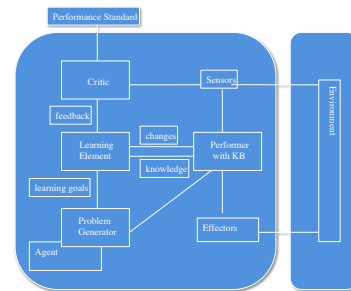 Performance Standard
Critic
Sensors
feedback
changes
Learning
Element
Performer
with KB
knowledge
learning goals
Problem
Generator
Effectors
Agent
Environment